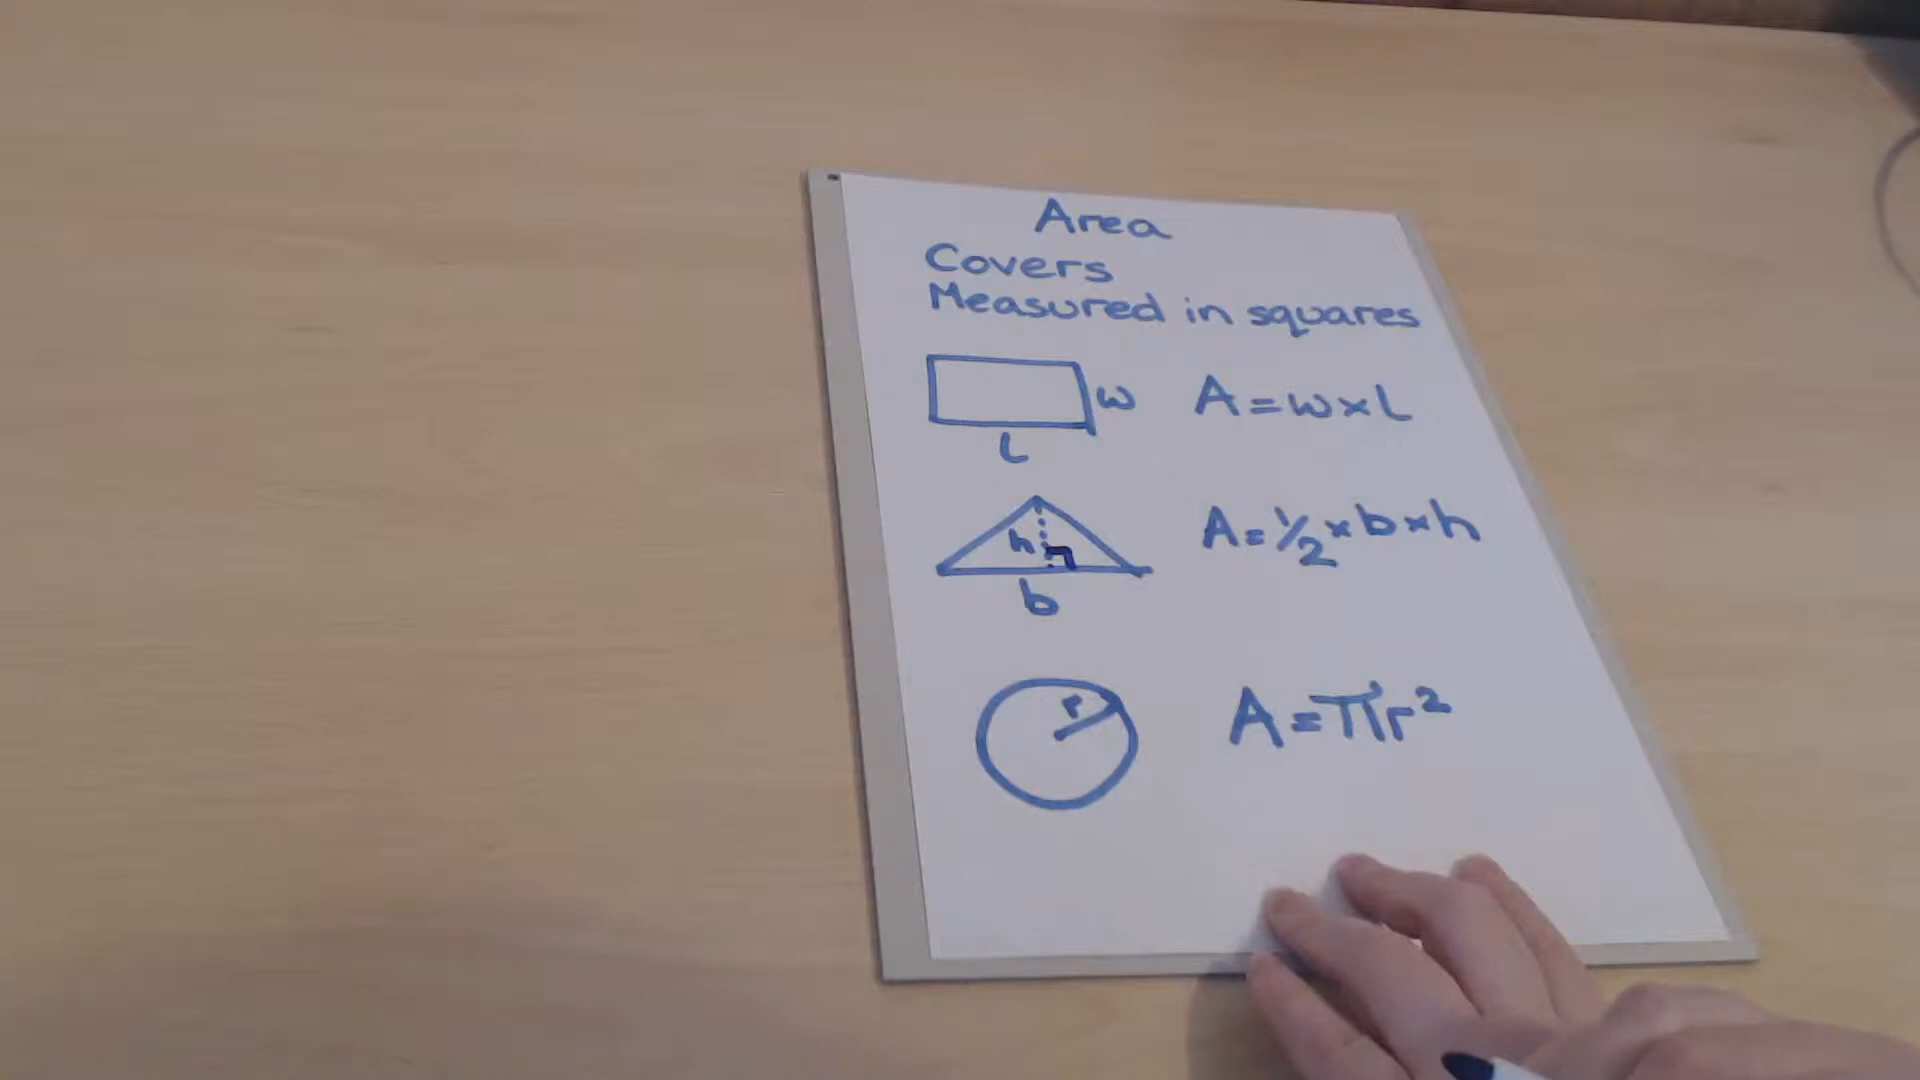 Area
Covers
Measured in squares
w A = w × L
L
h A = 1/2 × b × h
b
r A = πr²